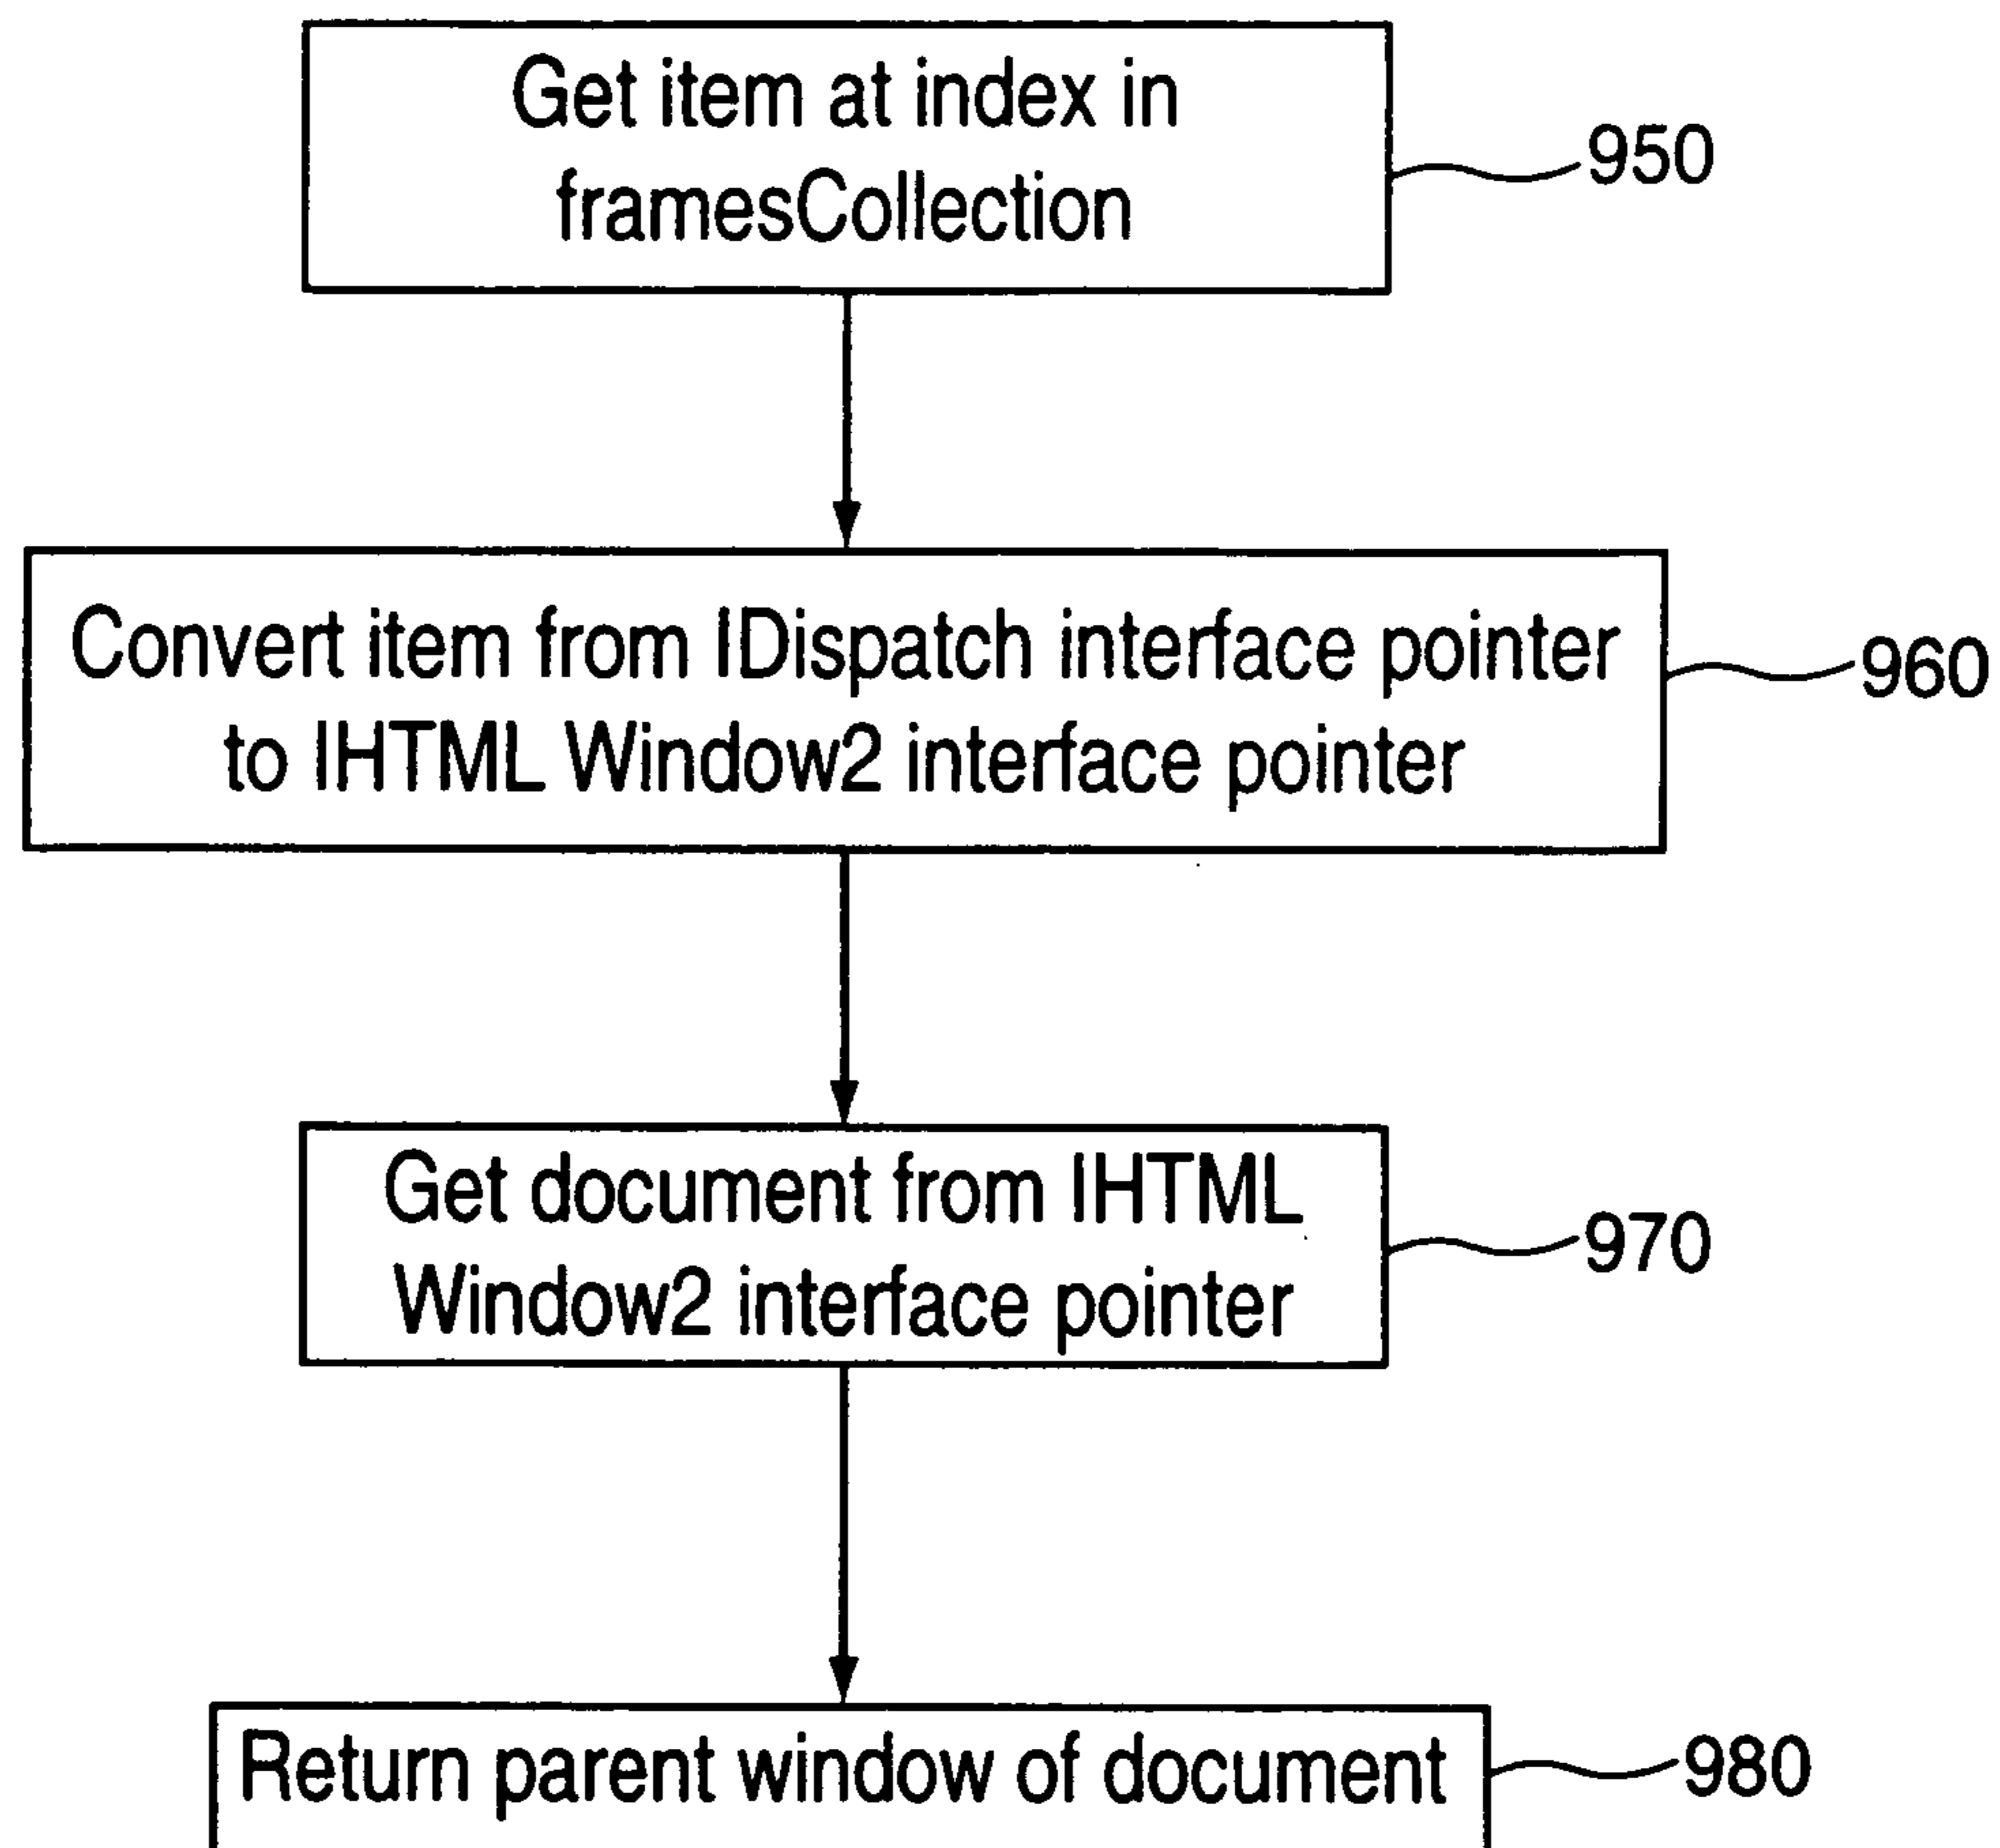 Get item at index in
framesCollection
950
Convert item from IDispatch interface pointer
to IHTML Window2 interface pointer
960
Get document from IHTML
Window2 interface pointer
970
Return parent window of document
980